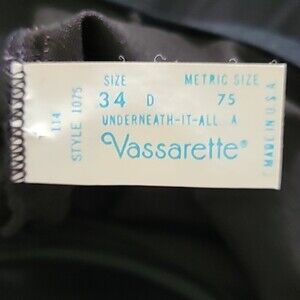 114
STYLE 1075
SIZE METRIC SIZE
34 D 75
UNDERNEATH-IT-ALL. A
Vassarette®
MADE IN U.S.A